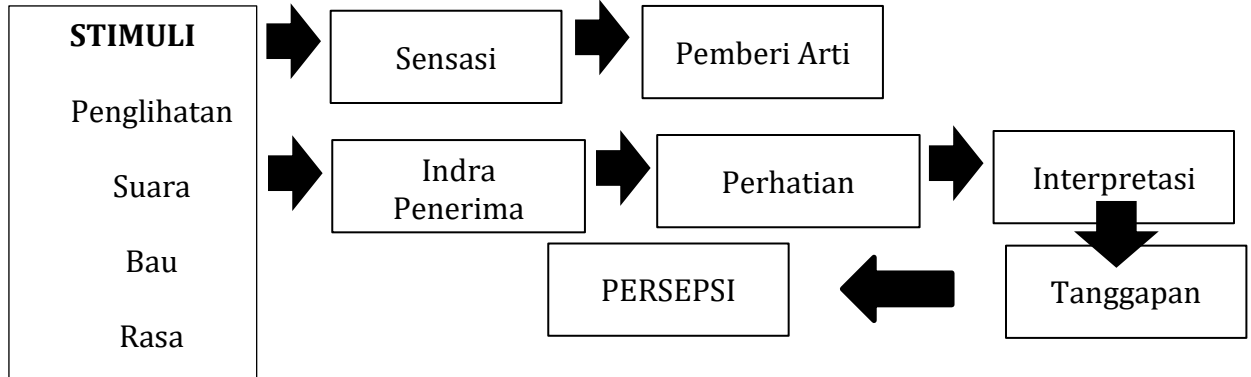 STIMULI
Penglihatan
Suara
Bau
Rasa
Sensasi
Pemberi Arti
Indra
Penerima
Perhatian
Interpretasi
Tanggapan
PERSEPSI